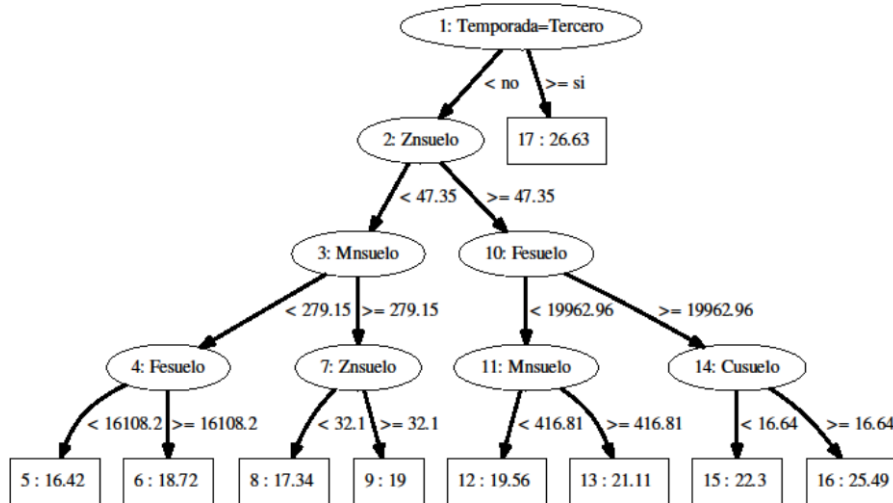 1: Temporada=Tercero
< no
>= si
2: Znsuelo
17 : 26.63
< 47.35
>= 47.35
3: Mnsuelo
10: Fesuelo
< 279.15
>= 279.15
< 19962.96
>= 19962.96
4: Fesuelo
7: Znsuelo
11: Mnsuelo
14: Cusuelo
< 16108.2
>= 16108.2
< 32.1
>= 32.1
< 416.81
>= 416.81
< 16.64
>= 16.64
5 : 16.42
6 : 18.72
8 : 17.34
9 : 19
12 : 19.56
13 : 21.11
15 : 22.3
16 : 25.49